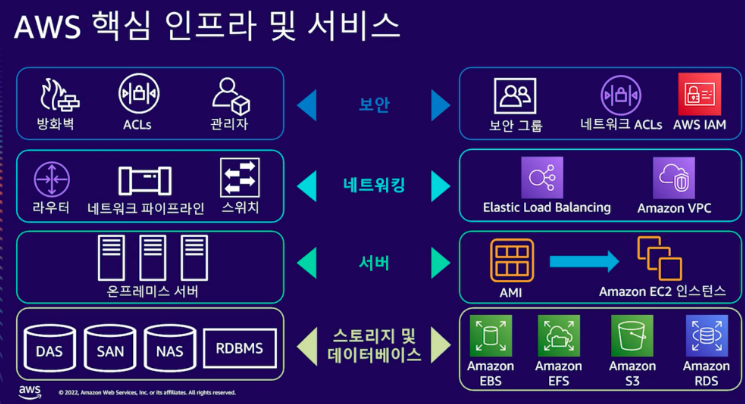 AWS 핵심 인프라 및 서비스
방화벽
ACLs
관리자
보안
보안 그룹
네트워크 ACLs
AWS IAM
라우터
네트워크 파이프라인
스위치
네트워킹
Elastic Load Balancing
Amazon VPC
온프레미스 서버
서버
AMI
Amazon EC2 인스턴스
DAS
SAN
NAS
RDBMS
스토리지 및
데이터베이스
Amazon
EBS
Amazon
EFS
Amazon
S3
Amazon
RDS
aws
© 2022, Amazon Web Services, Inc. or its affiliates. All rights reserved.